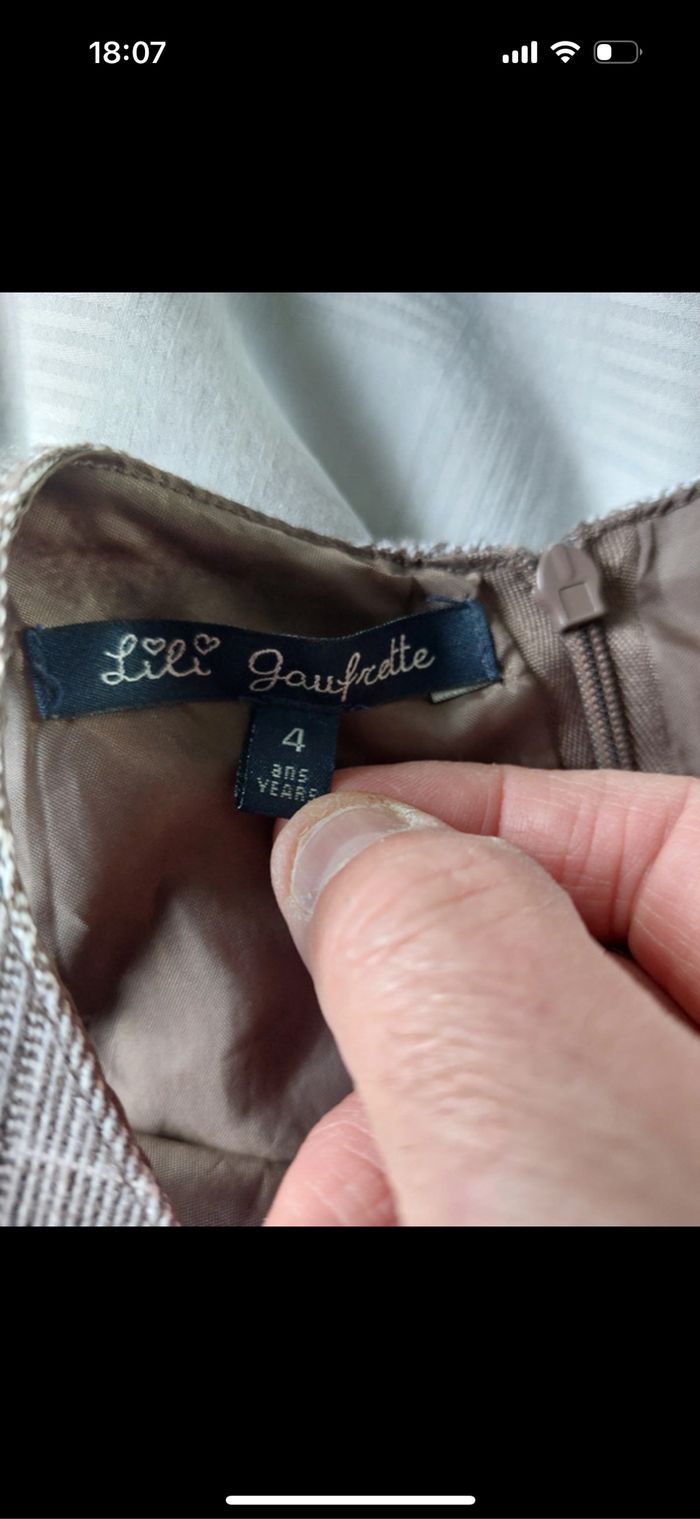 18:07
Lili gaufrette
4
ans
YEARS